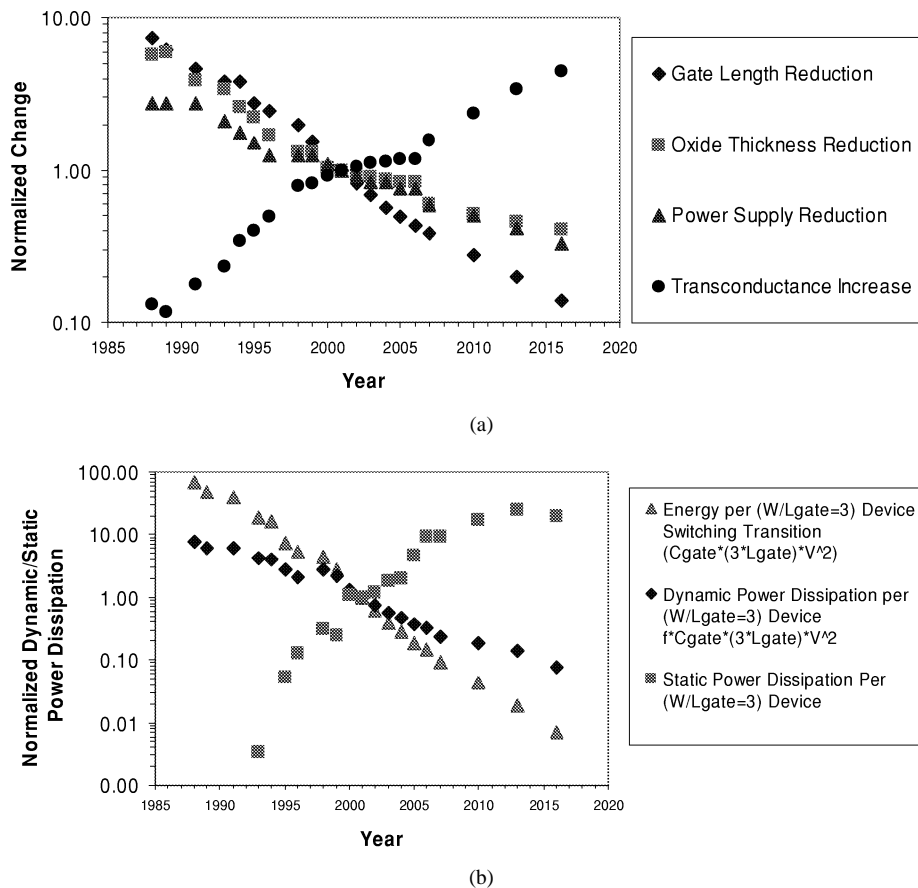 10.00
1.00
0.10
Normalized Change
1985 1990 1995 2000 2005 2010 2015 2020
Year
Gate Length Reduction
Oxide Thickness Reduction
Power Supply Reduction
Transconductance Increase
(a)
100.00
10.00
1.00
0.10
0.01
0.00
Normalized Dynamic/Static
Power Dissipation
1985 1990 1995 2000 2005 2010 2015 2020
Year
Energy per (W/Lgate=3) Device
Switching Transition
(Cgate*(3*Lgate)*V^2)
Dynamic Power Dissipation per
(W/Lgate=3) Device
f*Cgate*(3*Lgate)*V^2
Static Power Dissipation Per
(W/Lgate=3) Device
(b)